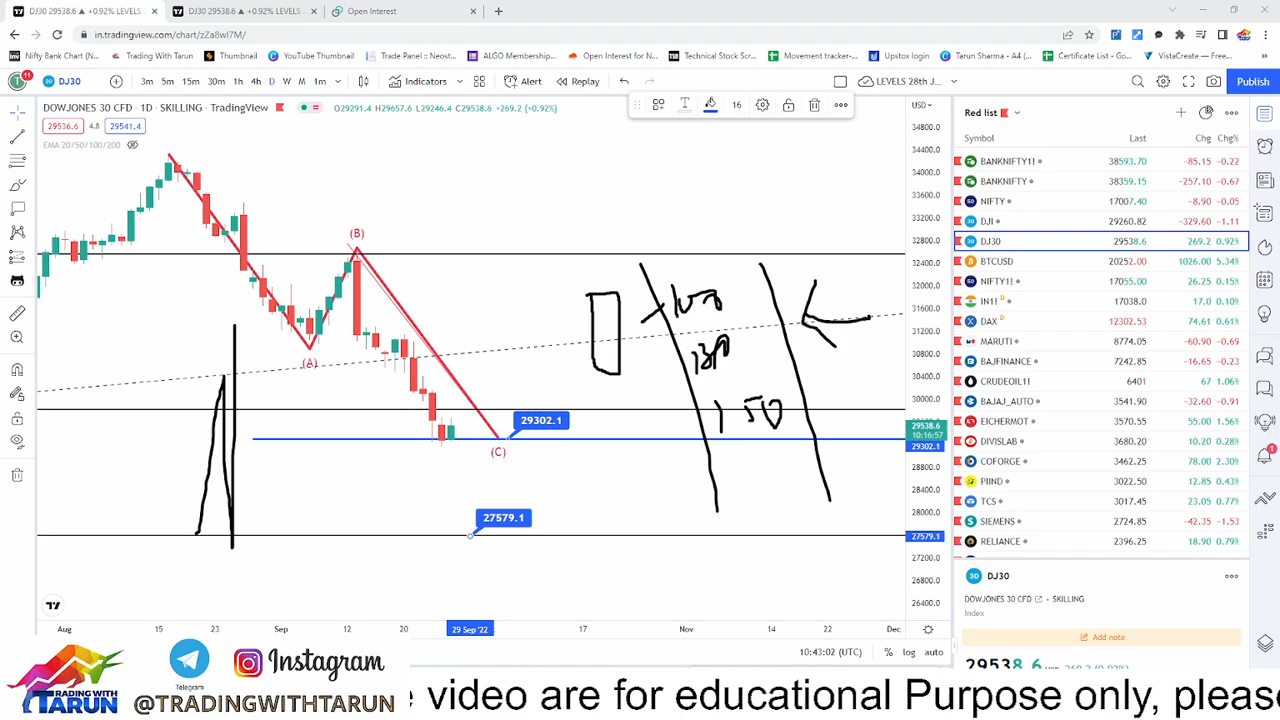 DJ30 29538.6 ▲ +0.92% LEVELS
DJ30 29538.6 ▲ +0.92% LEVELS
Open Interest
in.tradingview.com/chart/zZa8wI7M/
Nifty Bank Chart (N...
Trading With Tarun
Thumbnail
YouTube Thumbnail
Trade Panel :: Neost...
ALGO Membership...
Open Interest for N...
Technical Stock Scr...
Movement tracker-...
Upstox login
Tarun Sharma - A4 (...
Certificate List - Go...
VistaCreate — Free...
11
DJ30
3m 5m 15m 30m 1h 4h D W M 1m
Indicators
Alert
Replay
LEVELS 28th J...
Publish
DOWJONES 30 CFD · 1D · SKILLING · TradingView
O29291.4 H29657.6 L29246.4 C29538.6 +269.2 (+0.92%)
29536.6 4.8 29541.4
EMA 20/50/100/200
16
USD
34800.0
34400.0
34000.0
33600.0
33200.0
32800.0
32400.0
32000.0
31600.0
31200.0
30800.0
30400.0
30000.0
29538.6
10:16:57
29302.1
28800.0
28400.0
28000.0
27579.1
27200.0
26800.0
26400.0
(A)
(B)
(C)
29302.1
27579.1
150
Aug 15 23 Sep 12 20 29 Sep '22 17 Nov 14 22 Dec
10:43:02 (UTC) % log auto
Red list
Symbol Last Chg Chg%
BANKNIFTY1! 38593.70 -85.15 -0.22
BANKNIFTY 38359.15 -257.10 -0.67
NIFTY 17007.40 -8.90 -0.05
DJI 29260.82 -329.60 -1.11
DJ30 29538.6 269.2 0.92%
BTCUSD 20252.00 1026.00 5.34%
NIFTY1! 17055.00 26.25 0.15%
IN1! D 17038.0 17.0 0.10%
DAX D 12302.53 74.61 0.61%
MARUTI 8774.05 -60.90 -0.69
BAJFINANCE 7242.85 -16.65 -0.23
CRUDEOIL1! 6401 67 1.06%
BAJAJ_AUTO 3541.90 -32.60 -0.91
EICHERMOT 3570.55 55.00 1.56%
DIVISLAB 3680.10 10.20 0.28%
COFORGE 3462.25 78.00 2.30%
PIIND 3022.50 12.85 0.43%
TCS 3017.45 23.05 0.77%
SIEMENS 2724.85 -42.35 -1.53
RELIANCE 2396.25 18.90 0.79%
1
30 DJ30
DOWJONES 30 CFD • SKILLING
Index
Add note
29538.6
TRADING WITH
TARUN
Telegram
Instagram
@TRADINGWITHTARUN
e video are for educational Purpose only, please